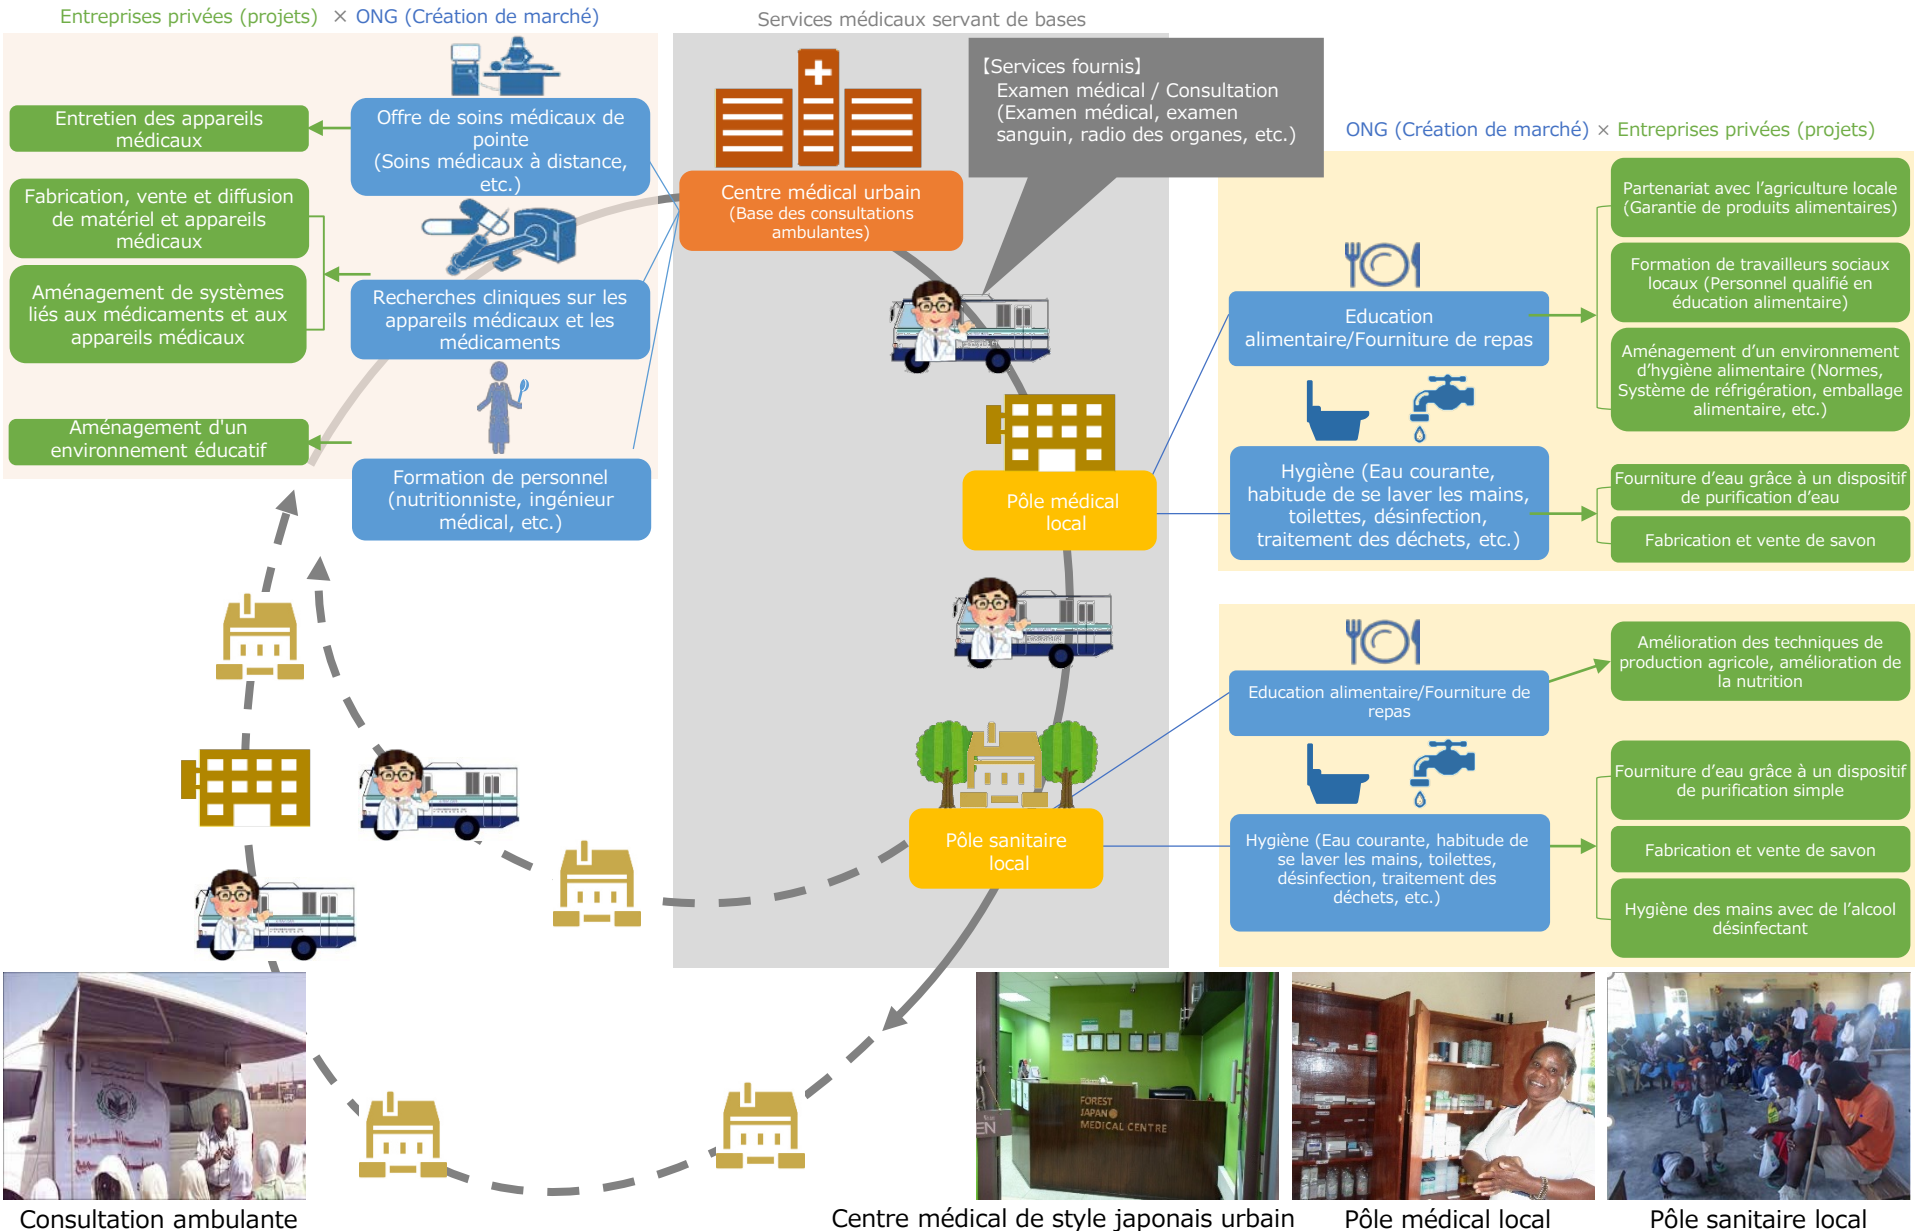 Entreprises privées (projets) × ONG (Création de marché)
Services médicaux servant de bases
【Services fournis】
Examen médical / Consultation
(Examen médical, examen
sanguin, radio des organes, etc.)
ONG (Création de marché) × Entreprises privées (projets)
Entretien des appareils
médicaux
Fabrication, vente et diffusion
de matériel et appareils
médicaux
Aménagement de systèmes
liés aux médicaments et aux
appareils médicaux
Aménagement d'un
environnement éducatif
Offre de soins médicaux de
pointe
(Soins médicaux à distance,
etc.)
Recherches cliniques sur les
appareils médicaux et les
médicaments
Formation de personnel
(nutritionniste, ingénieur
médical, etc.)
Centre médical urbain
(Base des consultations
ambulantes)
Pôle médical
local
Pôle sanitaire
local
Education
alimentaire/Fourniture de repas
Hygiène (Eau courante,
habitude de se laver les mains,
toilettes, désinfection,
traitement des déchets, etc.)
Partenariat avec l’agriculture locale
(Garantie de produits alimentaires)
Formation de travailleurs sociaux
locaux (Personnel qualifié en
éducation alimentaire)
Aménagement d’un environnement
d’hygiène alimentaire (Normes,
Système de réfrigération, emballage
alimentaire, etc.)
Fourniture d’eau grâce à un dispositif
de purification d’eau
Fabrication et vente de savon
Education alimentaire/Fourniture de
repas
Hygiène (Eau courante, habitude de
se laver les mains, toilettes,
désinfection, traitement des
déchets, etc.)
Amélioration des techniques de
production agricole, amélioration de
la nutrition
Fourniture d’eau grâce à un dispositif
de purification simple
Fabrication et vente de savon
Hygiène des mains avec de l’alcool
désinfectant
FOREST
JAPAN
MEDICAL CENTRE
EN
Consultation ambulante
Centre médical de style japonais urbain
Pôle médical local
Pôle sanitaire local